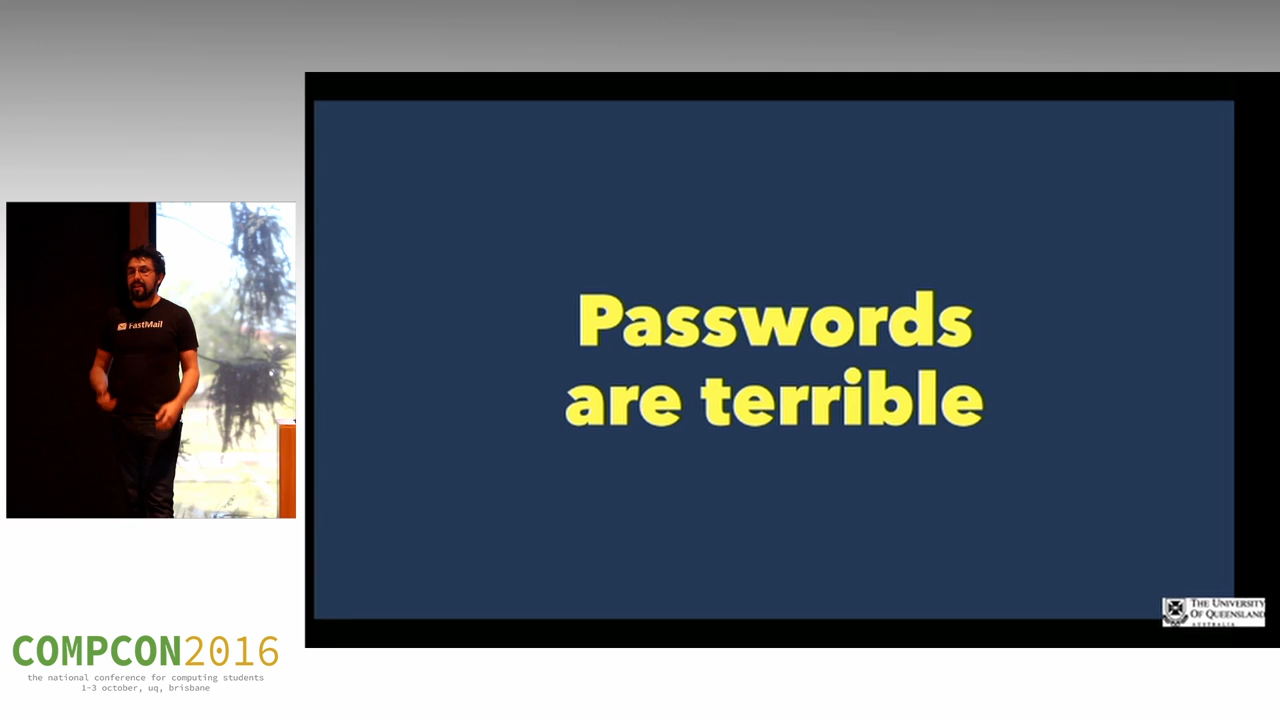 Passwords
are terrible
FastMail
THE UNIVERSITY
OF QUEENSLAND
AUSTRALIA
COMPCON2016
the national conference for computing students
1-3 october, uq, brisbane